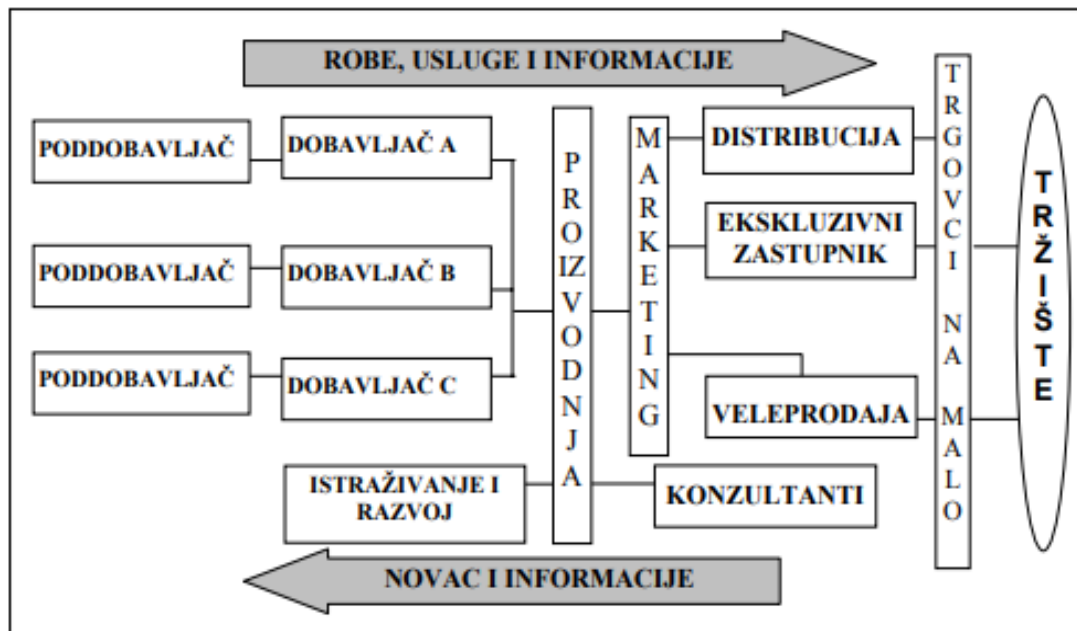 ROBE, USLUGE I INFORMACIJE
PODDOBAVLJAČ
DOBAVLJAČ A
PODDOBAVLJAČ
DOBAVLJAČ B
PODDOBAVLJAČ
DOBAVLJAČ C
ISTRAŽIVANJE I
RAZVOJ
PROIZVODNJA
MARKETING
DISTRIBUCIJA
EKSKLUZIVNI
ZASTUPNIK
VELEPRODAJA
KONZULTANTI
TRGOVCI NA MALO
TRŽIŠTE
NOVAC I INFORMACIJE